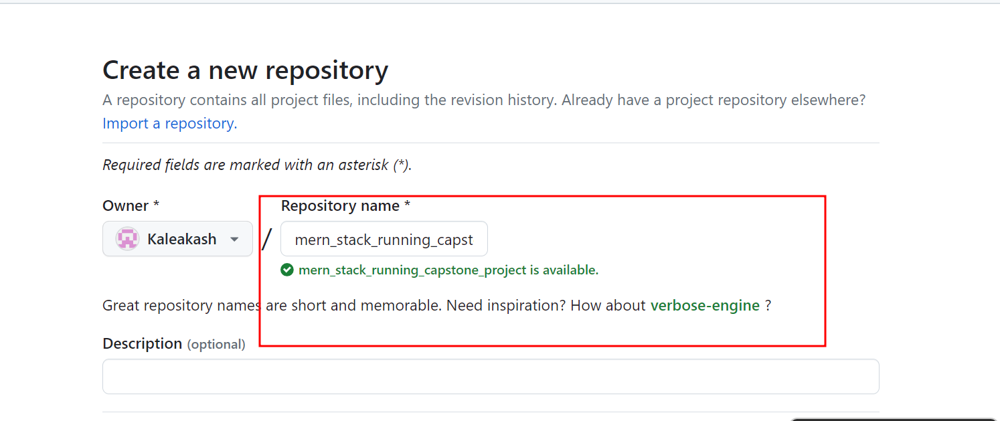 Create a new repository
A repository contains all project files, including the revision history. Already have a project repository elsewhere?
Import a repository.
Required fields are marked with an asterisk (*).
Owner * Repository name *
Kaleakash / mern_stack_running_capst
mern_stack_running_capstone_project is available.
Great repository names are short and memorable. Need inspiration? How about verbose-engine ?
Description (optional)